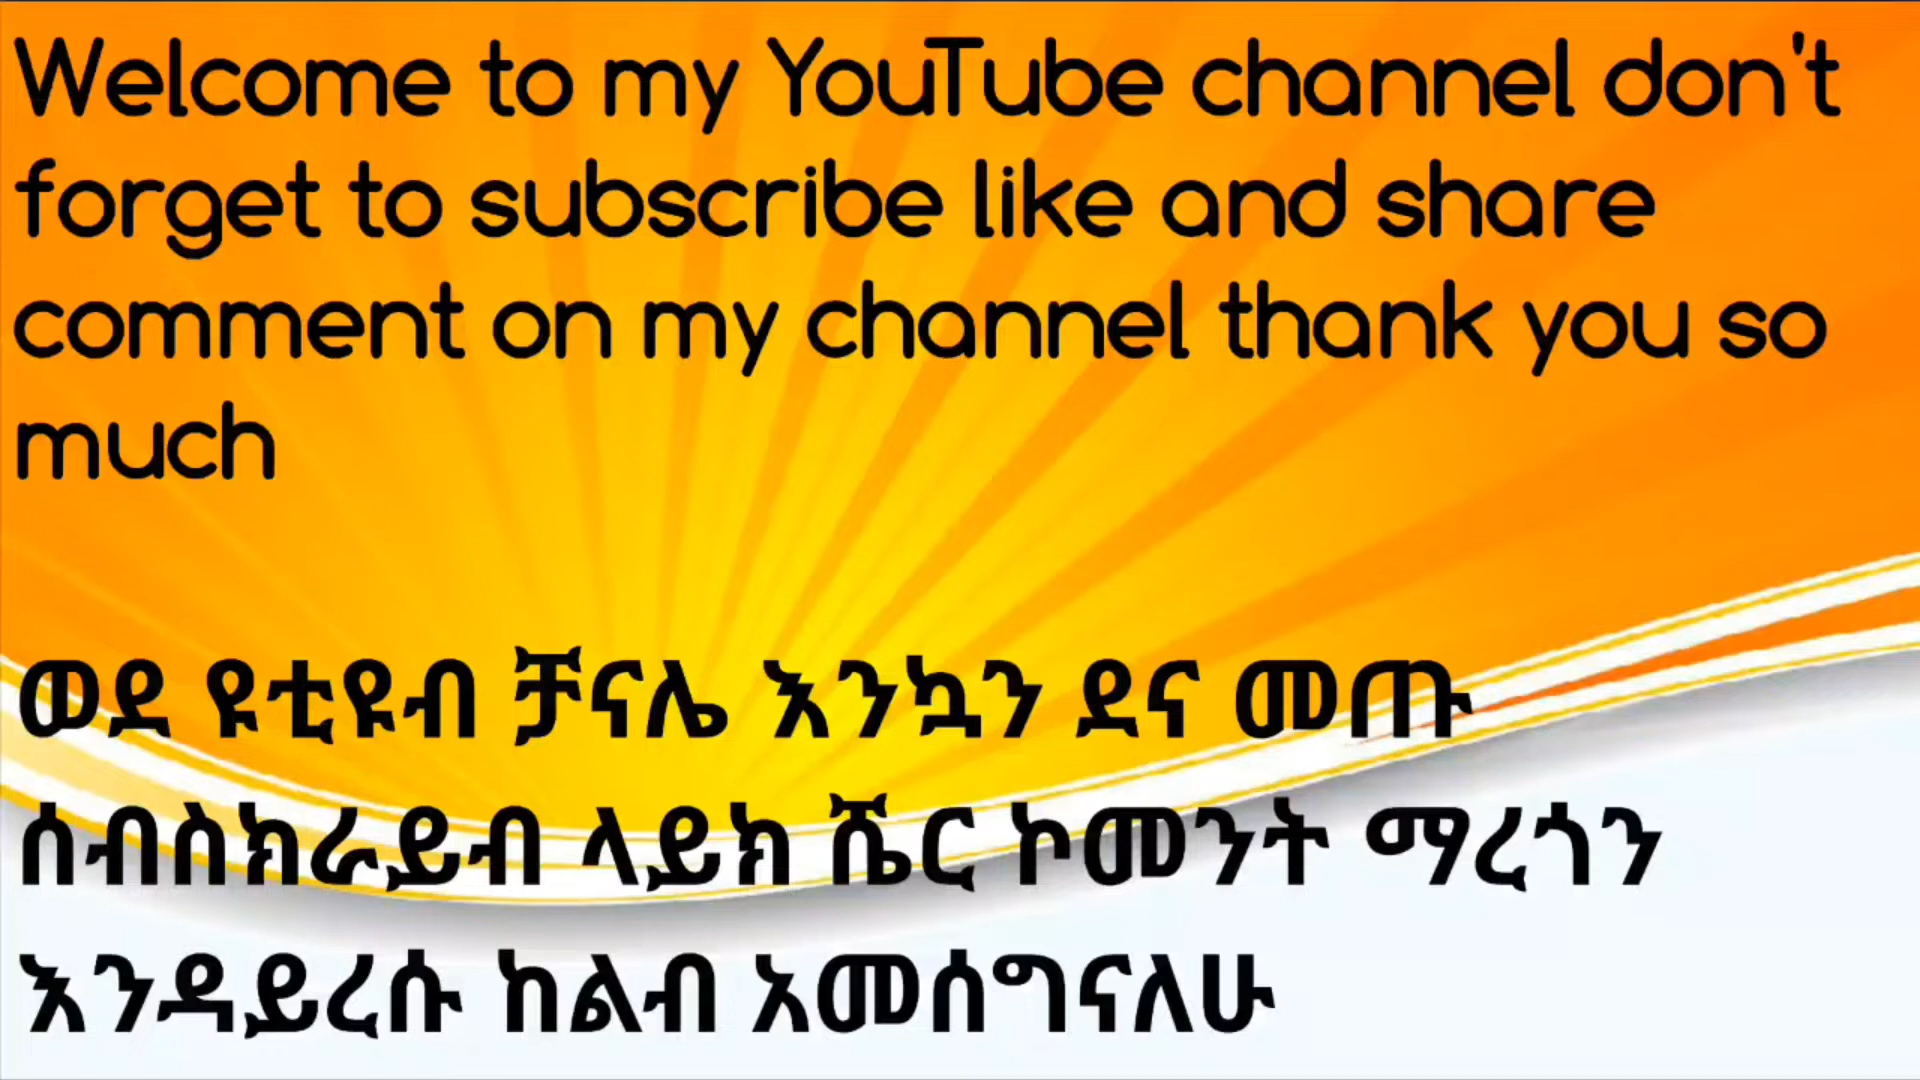 Welcome to my YouTube channel don't
forget to subscribe like and share
comment on my channel thank you so
much
ወደ ዩቲዩብ ቻናሌ እንኳን ደና መጡ
ሰብስክራይብ ላይክ ሼር ኮመንት ማረጎን
እንዳይረሱ ከልብ አመሰግናለሁ